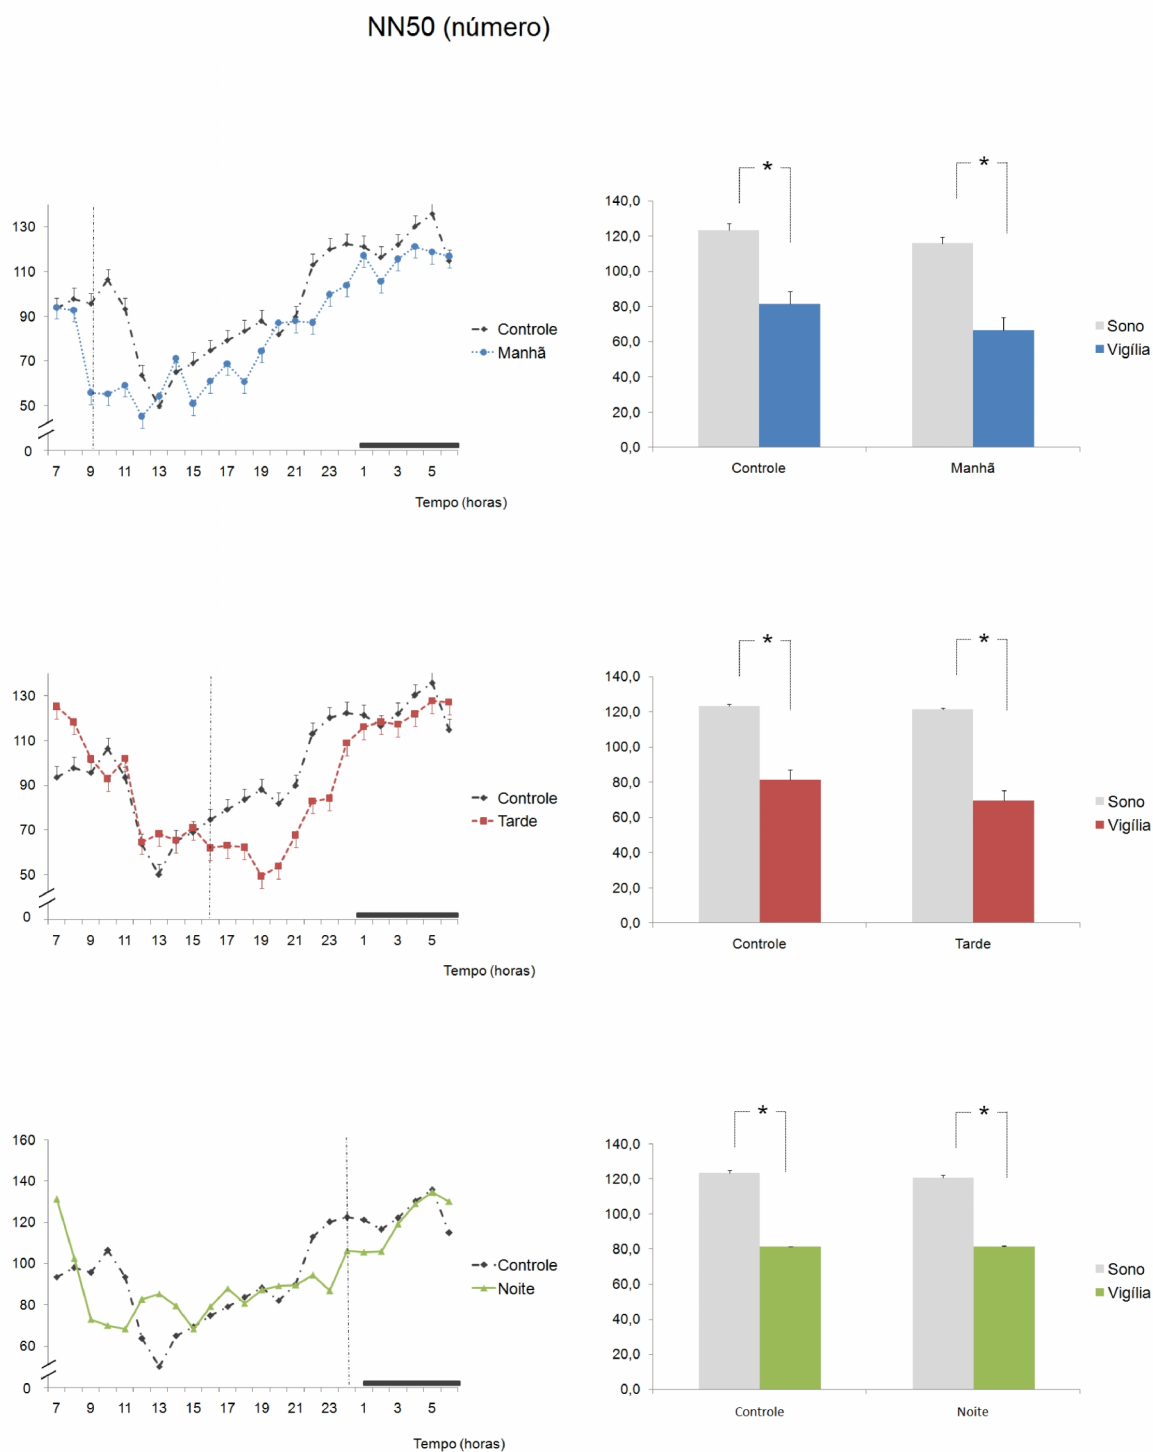 NN50 (número)
130
110
90
70
50
0
7 9 11 13 15 17 19 21 23 1 3 5
Tempo (horas)
Controle
Manhã
* *
140,0
120,0
100,0
80,0
60,0
40,0
20,0
0,0
Controle Manhã
Sono
Vigília
130
110
90
70
50
0
7 9 11 13 15 17 19 21 23 1 3 5
Tempo (horas)
Controle
Tarde
* *
140,0
120,0
100,0
80,0
60,0
40,0
20,0
0,0
Controle Tarde
Sono
Vigília
160
140
120
100
80
60
0
7 9 11 13 15 17 19 21 23 1 3 5
Tempo (horas)
Controle
Noite
* *
140,0
120,0
100,0
80,0
60,0
40,0
20,0
0,0
Controle Noite
Sono
Vigília